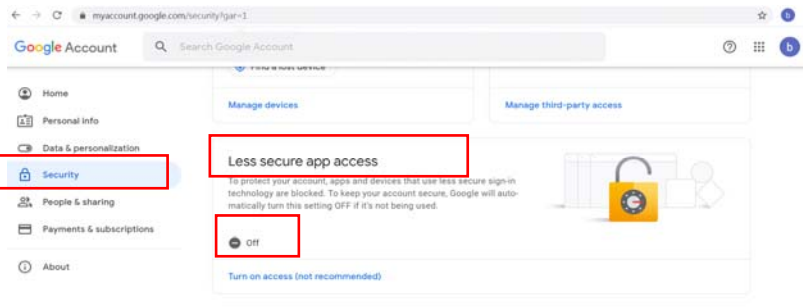 myaccount.google.com/security?gar=1
b
Google Account
Search Google Account
b
Find a lost device
Home
Manage devices
Manage third-party access
Personal info
Data & personalization
Less secure app access
Security
To protect your account, apps and devices that use less secure sign-in
technology are blocked. To keep your account secure, Google will auto-
matically turn this setting OFF if it's not being used.
People & sharing
Payments & subscriptions
Off
About
Turn on access (not recommended)